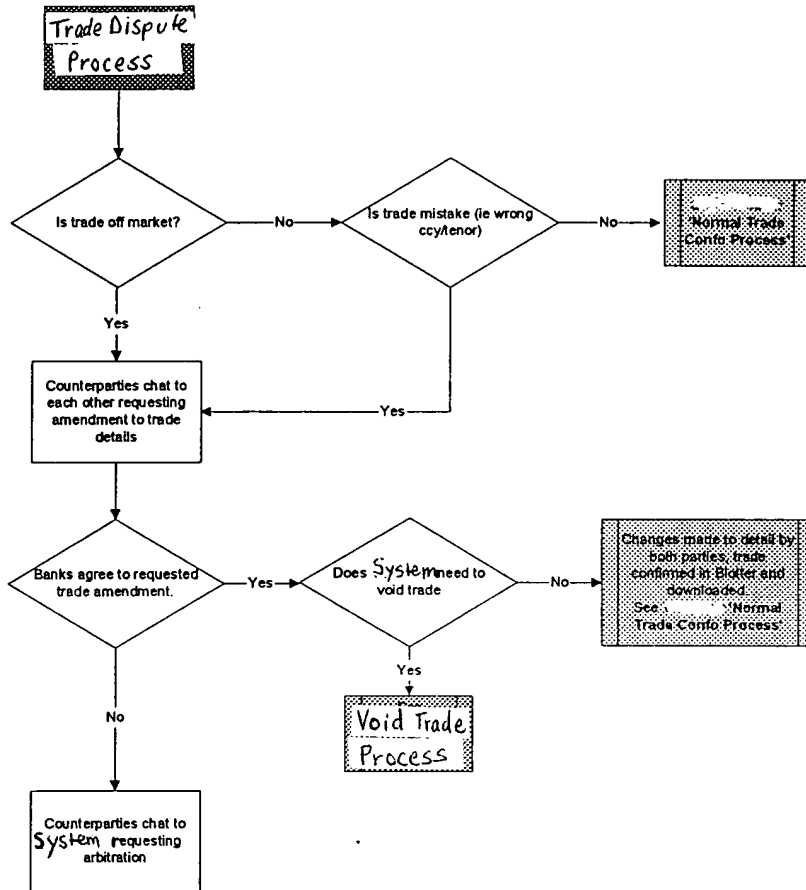 Trade Dispute
Process
Is trade off market?
No
Is trade mistake (ie wrong
ccy/tenor)
No
'Normal Trade
Confo Process'
Yes
Counterparties chat to
each other requesting
amendment to trade
details
Yes
Banks agree to requested
trade amendment.
Yes
Does System need to
void trade
No
Changes made to detail by
both parties, trade
confirmed in Blotter and
downloaded.
See 'Normal
Trade Confo Process'
Yes
Void Trade
Process
No
Counterparties chat to
System requesting
arbitration